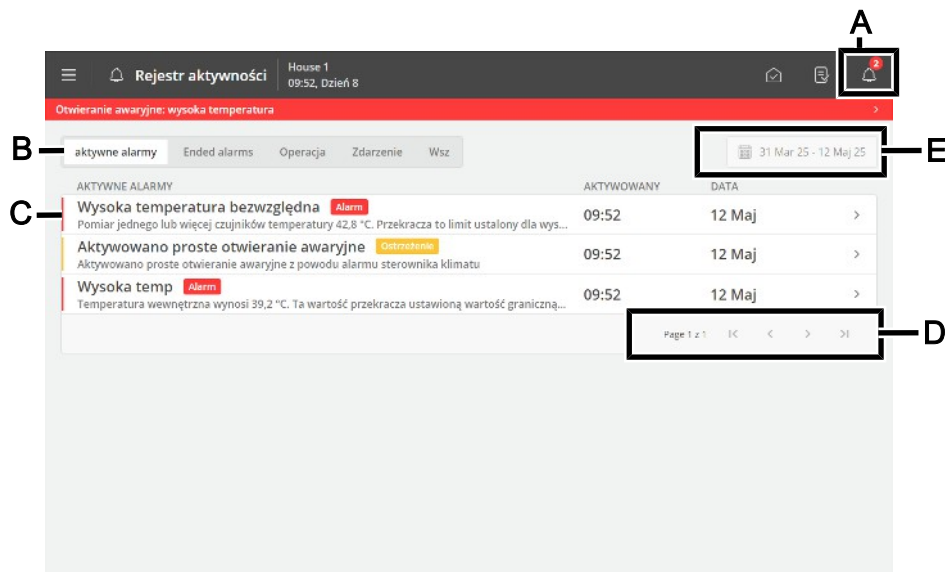 A
Rejestr aktywności
House 1
09:52, Dzień 8
2
Otwieranie awaryjne: wysoka temperatura
B
aktywne alarmy Ended alarms Operacja Zdarzenie Wsz
31 Mar 25 - 12 Maj 25
E
AKTYWNE ALARMY AKTYWOWANY DATA
C
Wysoka temperatura bezwzględna Alarm
Pomiar jednego lub więcej czujników temperatury 42,8 °C. Przekracza to limit ustalony dla wys...
09:52 12 Maj
Aktywowano proste otwieranie awaryjne Ostrzeżenie
Aktywowano proste otwieranie awaryjne z powodu alarmu sterownika klimatu
09:52 12 Maj
Wysoka temp Alarm
Temperatura wewnętrzna wynosi 39,2 °C. Ta wartość przekracza ustawioną wartość graniczną...
09:52 12 Maj
Page 1 z 1
D